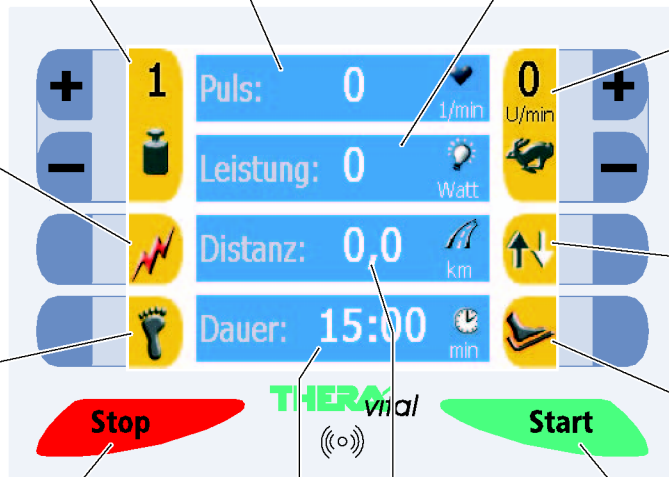 +
1
Puls: 0
1/min
0
U/min
+
−
Leistung: 0
Watt
−
Distanz: 0,0
km
Dauer: 15:00
min
THERA vital
Stop
Start